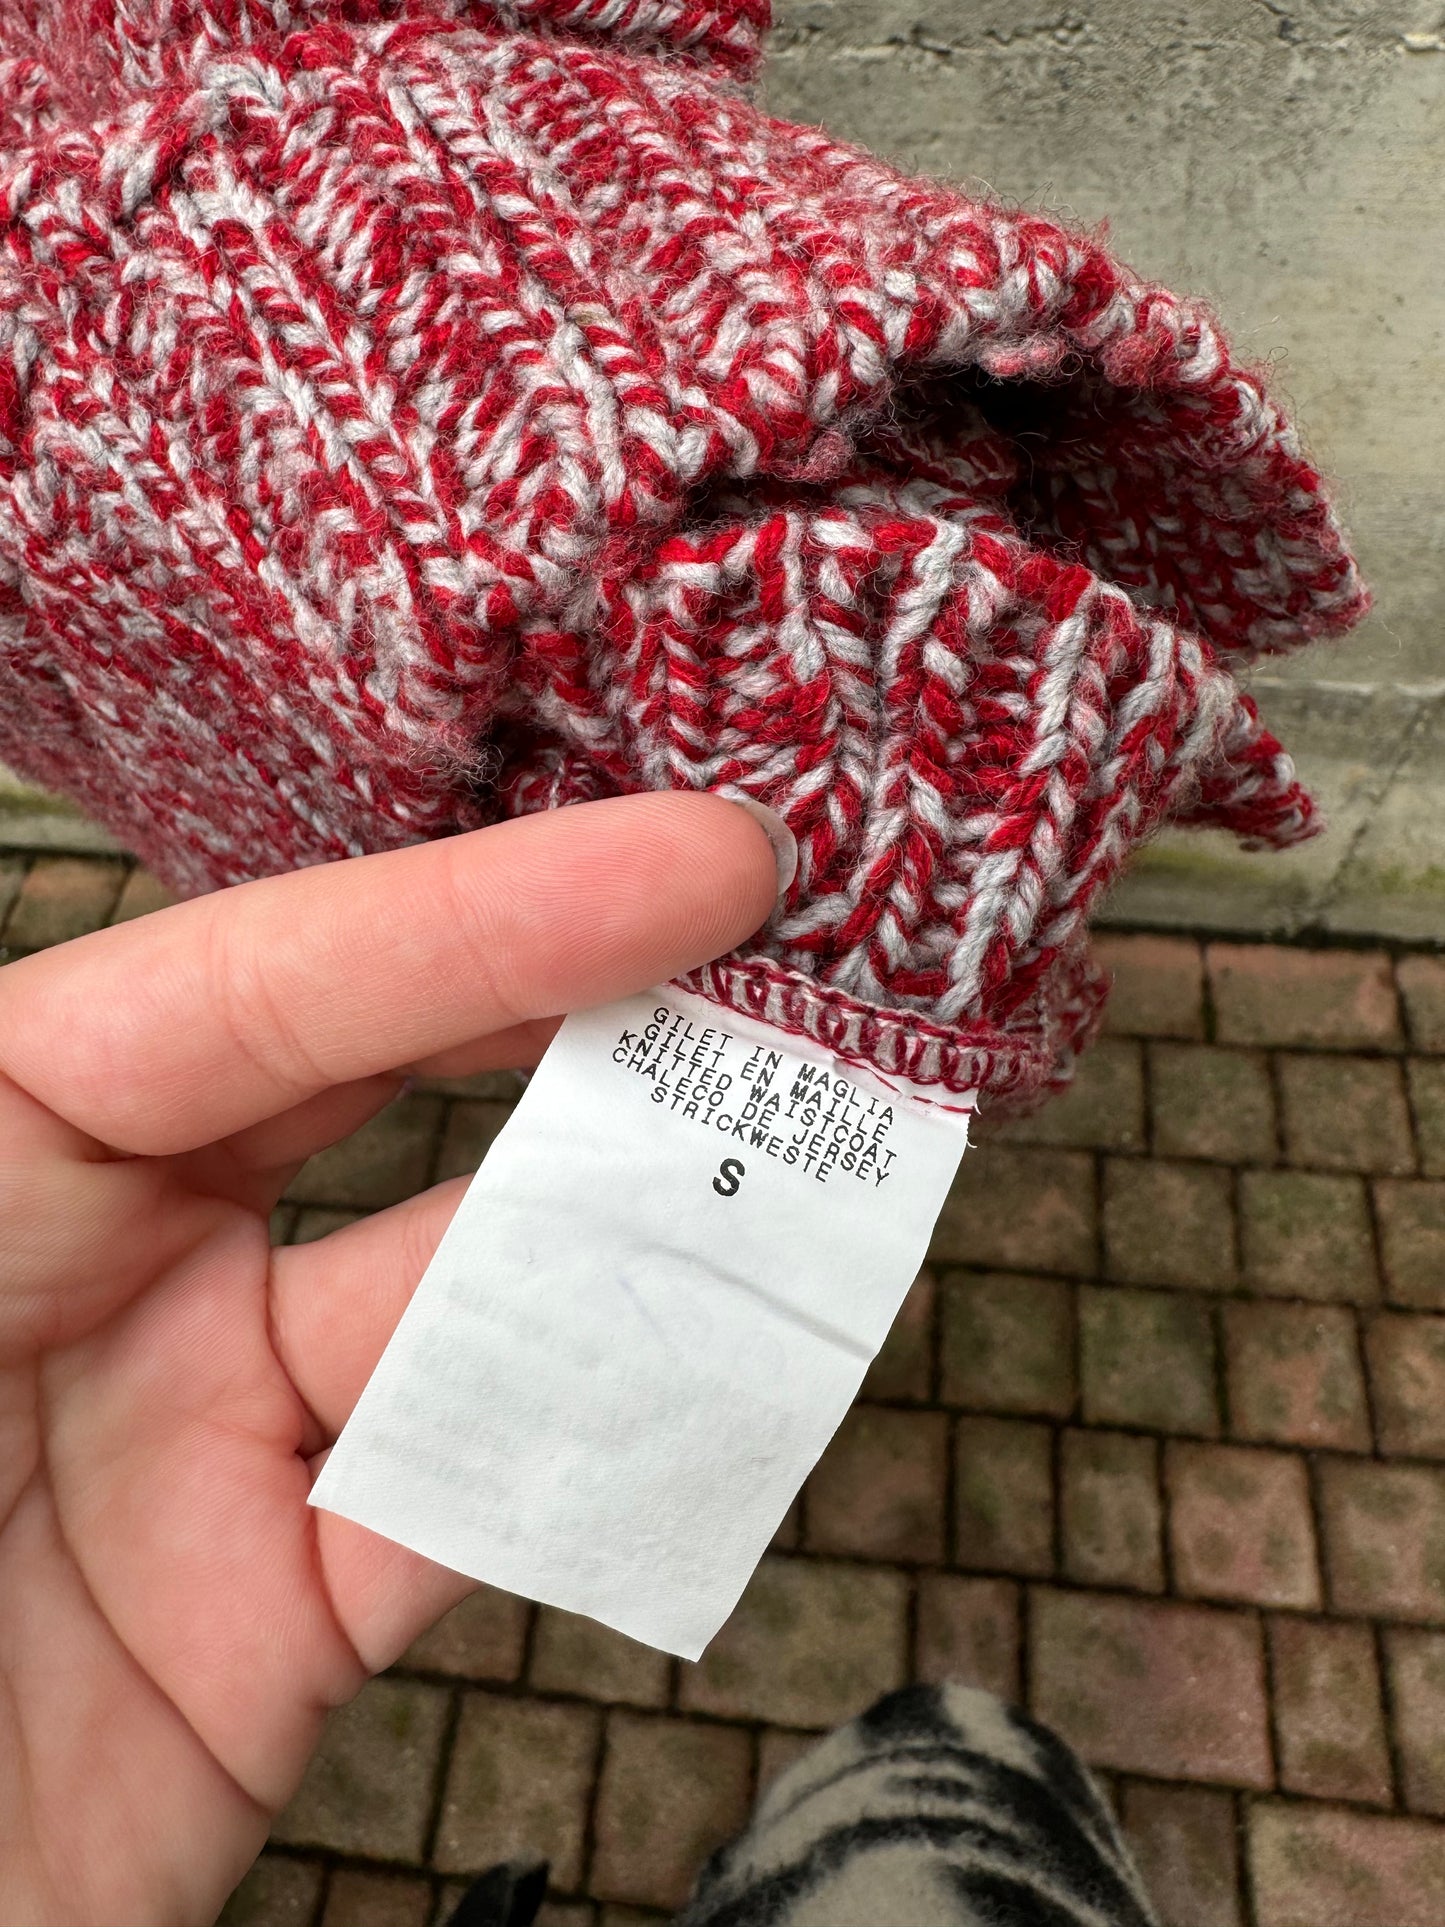 GILET IN MAGLIA
GILET EN MAILLE
KNITTED WAISTCOAT
CHALECO DE JERSEY
STRICKWESTE
S